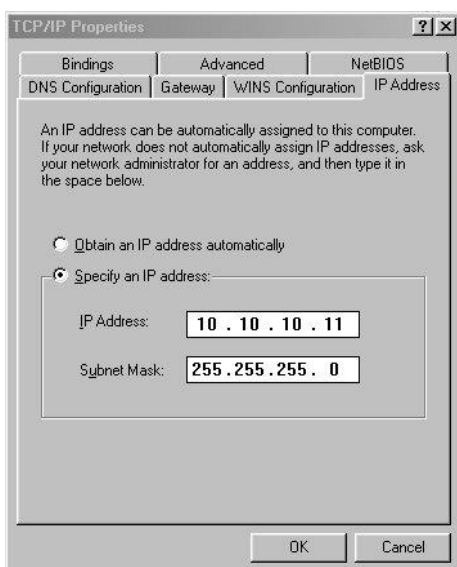 TCP/IP Properties
? ×
Bindings Advanced NetBIOS
DNS Configuration Gateway WINS Configuration IP Address
An IP address can be automatically assigned to this computer.
If your network does not automatically assign IP addresses, ask
your network administrator for an address, and then type it in
the space below.
Obtain an IP address automatically
Specify an IP address:
IP Address: 10 . 10 . 10 . 11
Subnet Mask: 255 . 255 . 255 . 0
OK Cancel